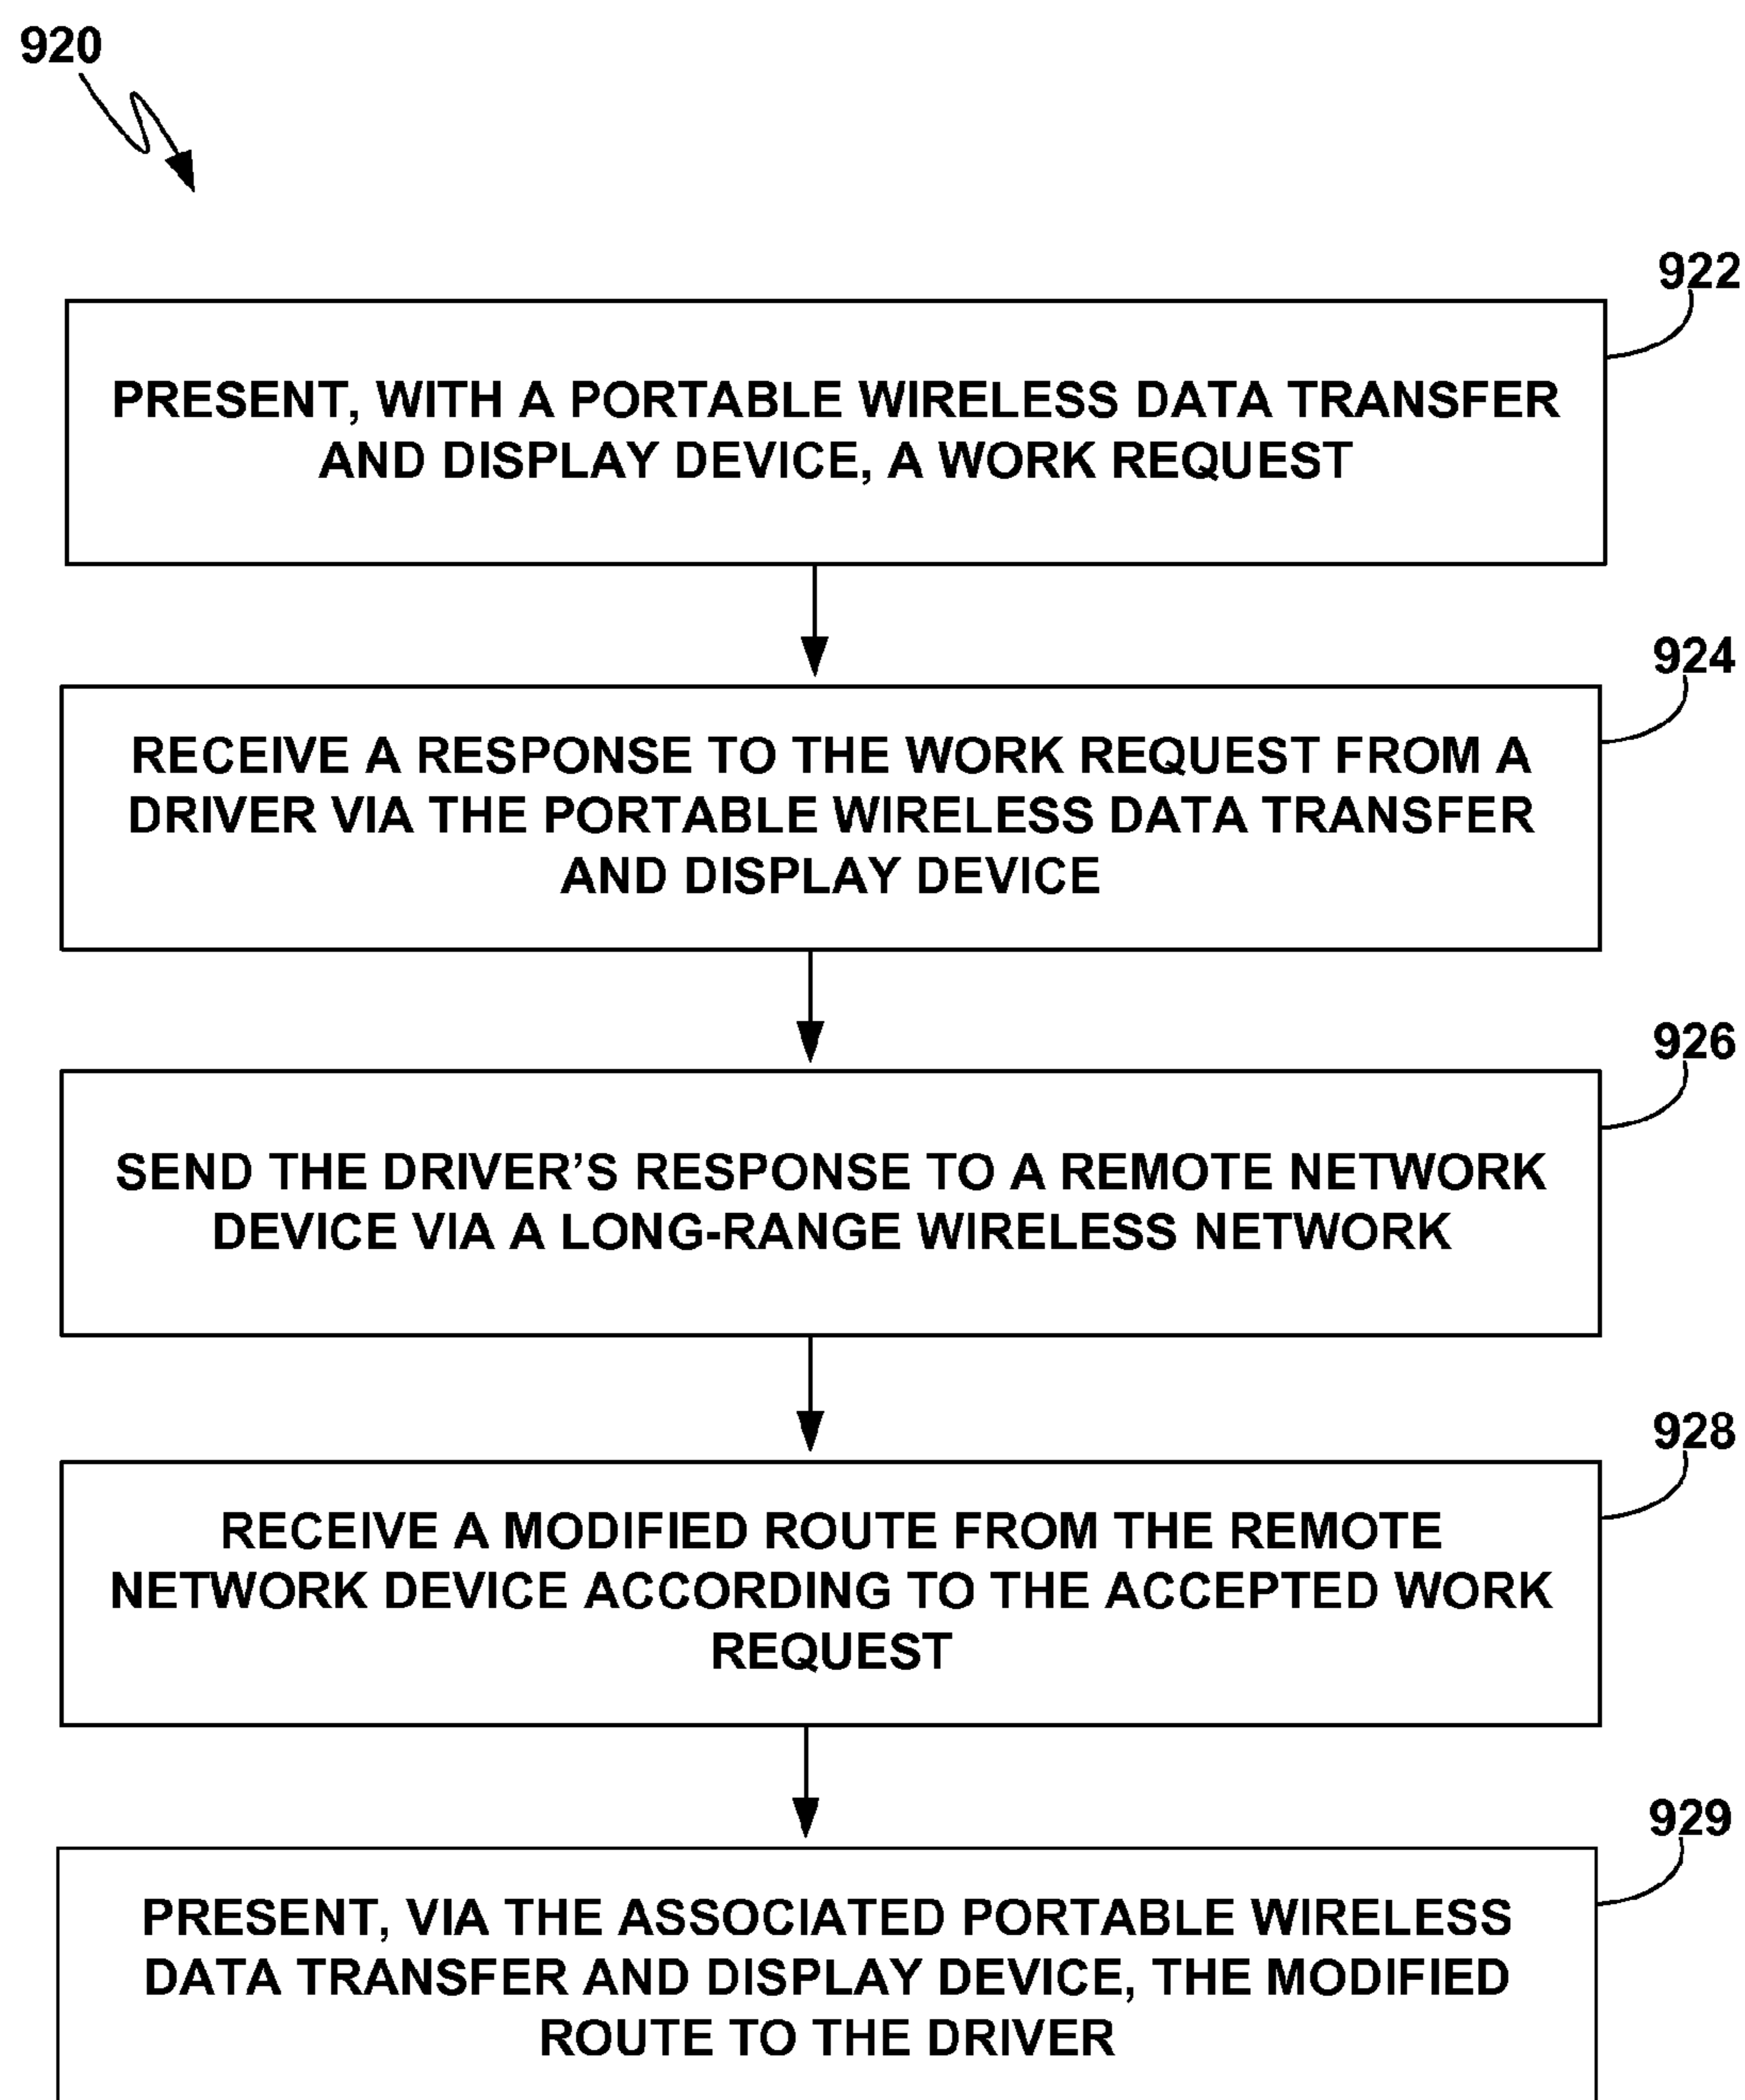 920
922
PRESENT, WITH A PORTABLE WIRELESS DATA TRANSFER
AND DISPLAY DEVICE, A WORK REQUEST
924
RECEIVE A RESPONSE TO THE WORK REQUEST FROM A
DRIVER VIA THE PORTABLE WIRELESS DATA TRANSFER
AND DISPLAY DEVICE
926
SEND THE DRIVER’S RESPONSE TO A REMOTE NETWORK
DEVICE VIA A LONG-RANGE WIRELESS NETWORK
928
RECEIVE A MODIFIED ROUTE FROM THE REMOTE
NETWORK DEVICE ACCORDING TO THE ACCEPTED WORK
REQUEST
929
PRESENT, VIA THE ASSOCIATED PORTABLE WIRELESS
DATA TRANSFER AND DISPLAY DEVICE, THE MODIFIED
ROUTE TO THE DRIVER